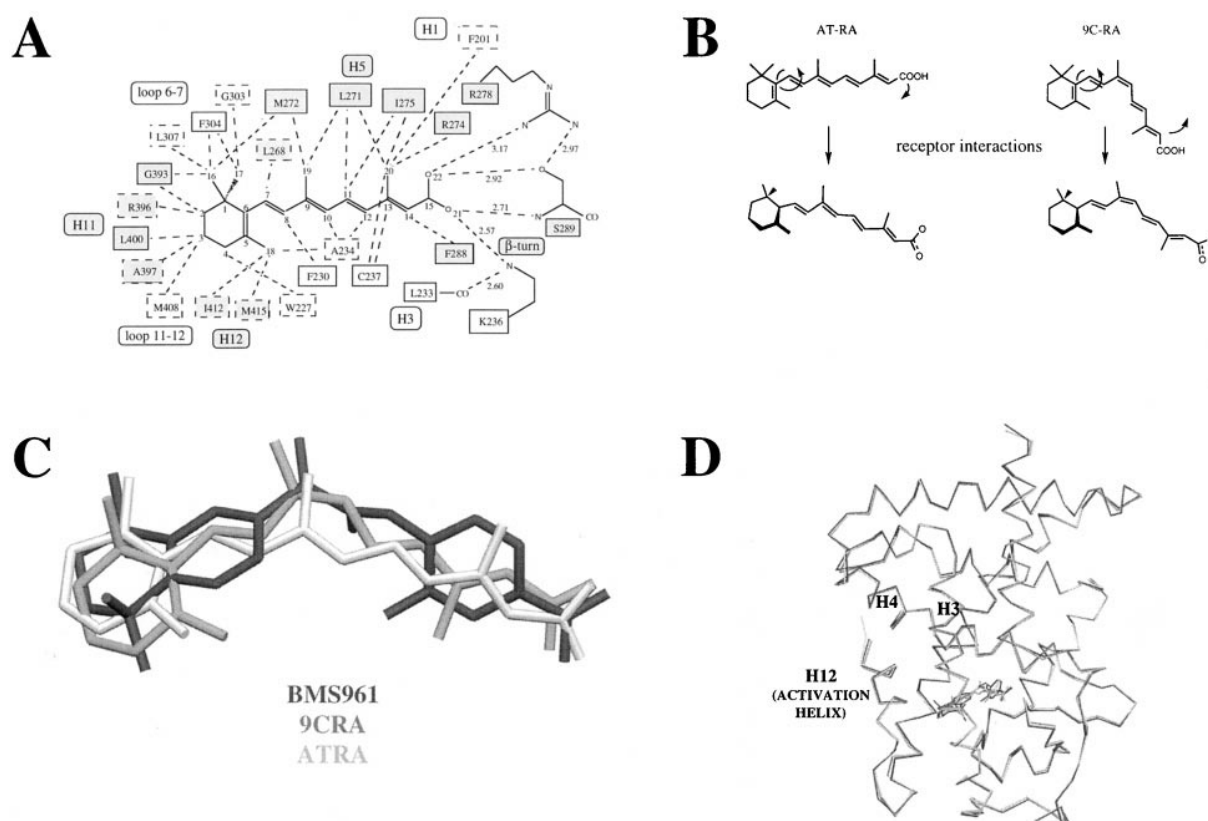 A
H1
F201
H5
loop 6-7
G303
M272
L271
I275
R278
F304
R274
L307
L268
3.17
2.97
16
17
19
20
22
O
2.92
G393
7
11
1
6
9
13
15
2.71
R396
2
8
10
12
14
O
21
CO
H11
3
5
2.57
S289
L400
4
18
A234
F288
β-turn
A397
F230
C237
N
2.60
M408
I412
M415
W227
L233
CO
loop 11-12
H12
H3
K236
B
AT-RA
9C-RA
COOH
COOH
receptor interactions
O
O
O
C
BMS961
9CRA
ATRA
D
H4
H3
H12
(ACTIVATION
HELIX)